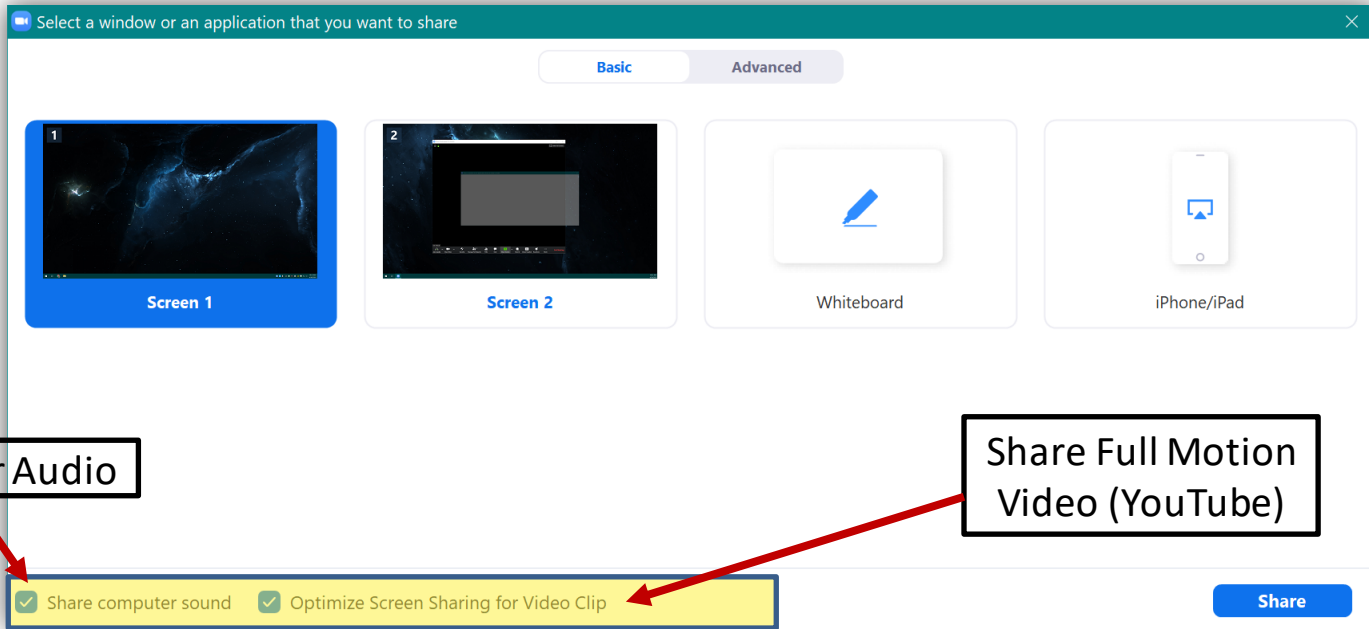 Select a window or an application that you want to share
Basic
Advanced
1
2
Screen 1
Screen 2
Whiteboard
iPhone/iPad
Audio
Share Full Motion
Video (YouTube)
Share computer sound
Optimize Screen Sharing for Video Clip
Share